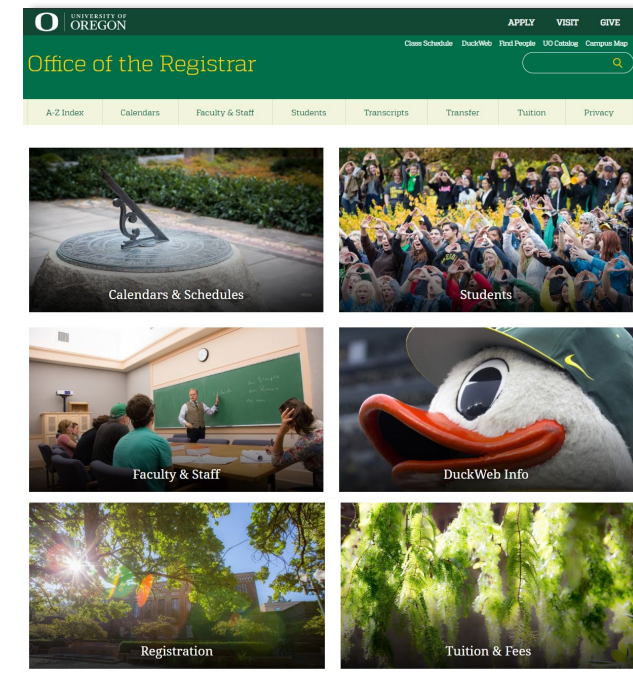 UNIVERSITY OF
OREGON
APPLY VISIT GIVE
Class Schedule DuckWeb Find People UO Catalog Campus Map
Office of the Registrar
A-Z Index Calendars Faculty & Staff Students Transcripts Transfer Tuition Privacy
Calendars & Schedules
Students
Faculty & Staff
DuckWeb Info
Registration
Tuition & Fees